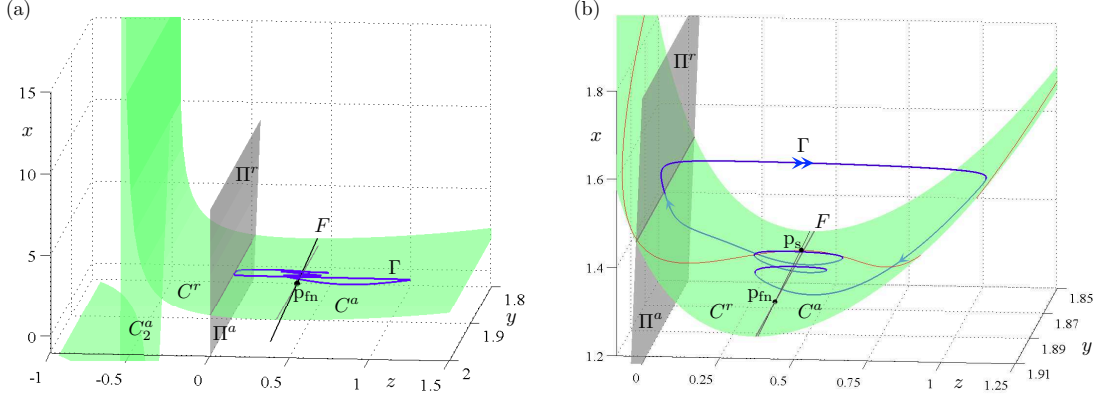 (a)
15
x
10
5
0
Π^r
F
Γ
C^r
p_fn
C^a
C_2^a
Π^a
-1
-0.5
0
0.5
1
z
1.5
2
1.9
y
1.8
(b)
1.8
x
1.6
1.4
1.2
Π^r
Γ
F
p_s
p_fn
C^r
C^a
Π^a
0
0.25
0.5
0.75
1
z
1.25
1.91
1.89
y
1.87
1.85